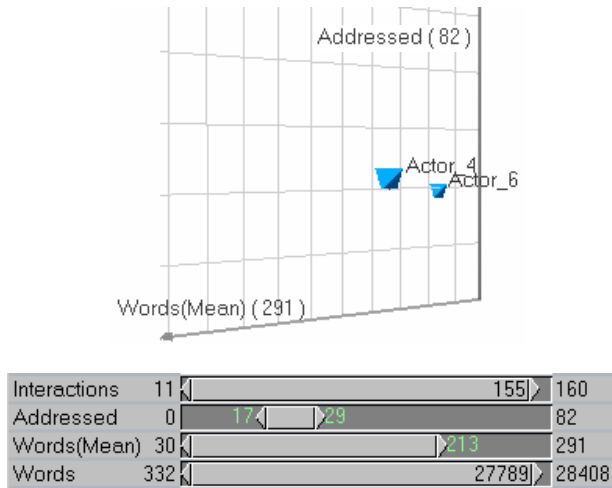 Addressed ( 82 )
Actor_4
Actor_6
Words(Mean) ( 291 )
Interactions 11 155 160
Addressed 0 17 29 82
Words(Mean) 30 213 291
Words 332 27789 28408